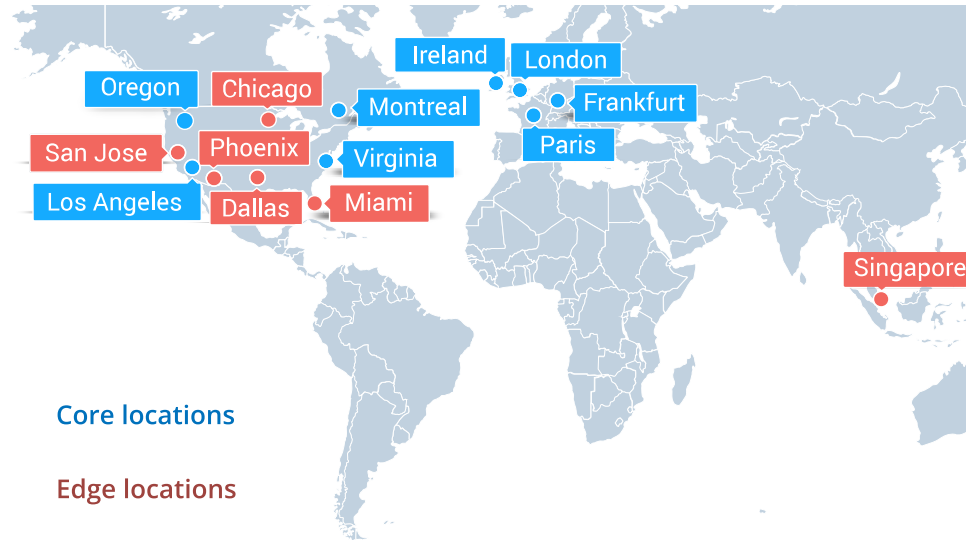 Ireland
London
Oregon
Chicago
Montreal
Frankfurt
San Jose
Phoenix
Virginia
Paris
Los Angeles
Dallas
Miami
Singapore
Core locations
Edge locations